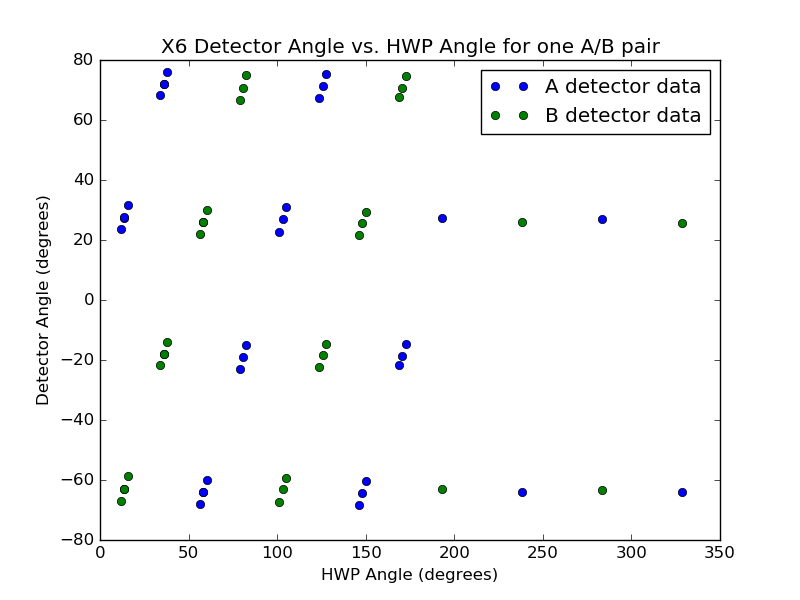 X6 Detector Angle vs. HWP Angle for one A/B pair
A detector data
B detector data
Detector Angle (degrees)
80
60
40
20
0
−20
−40
−60
−80
0 50 100 150 200 250 300 350
HWP Angle (degrees)